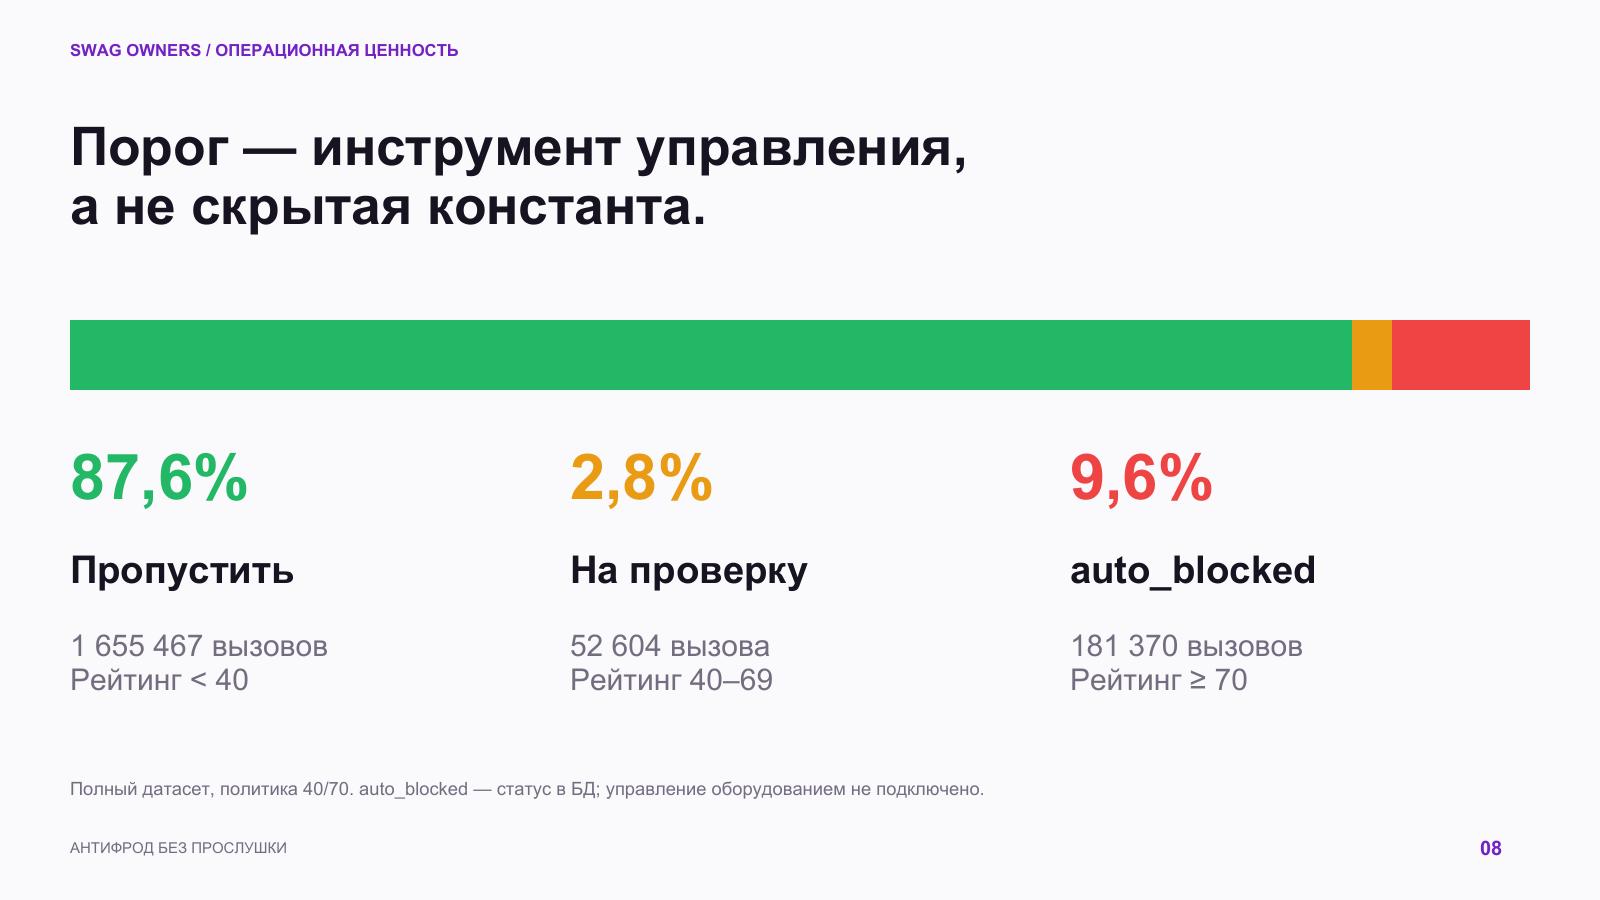 SWAG OWNERS / ОПЕРАЦИОННАЯ ЦЕННОСТЬ
Порог — инструмент управления,
а не скрытая константа.
87,6%
Пропустить
1 655 467 вызовов
Рейтинг < 40
2,8%
На проверку
52 604 вызова
Рейтинг 40–69
9,6%
auto_blocked
181 370 вызовов
Рейтинг ≥ 70
Полный датасет, политика 40/70. auto_blocked — статус в БД; управление оборудованием не подключено.
АНТИФРОД БЕЗ ПРОСЛУШКИ
08